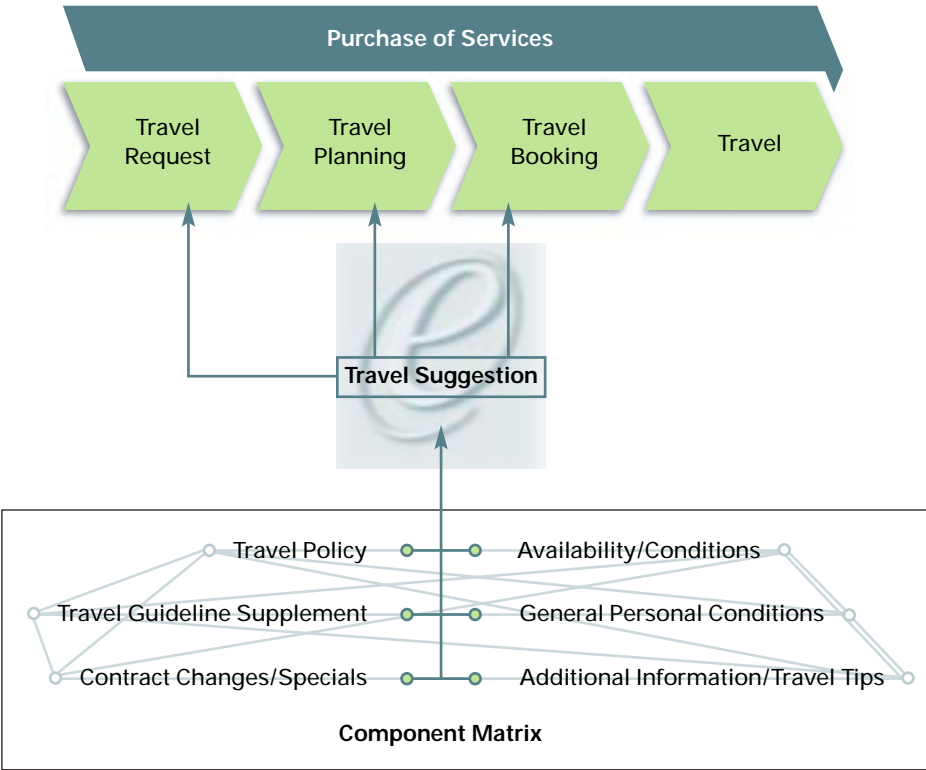 Purchase of Services
Travel
Request
Travel
Planning
Travel
Booking
Travel
e
Travel Suggestion
Travel Policy
Availability/Conditions
Travel Guideline Supplement
General Personal Conditions
Contract Changes/Specials
Additional Information/Travel Tips
Component Matrix